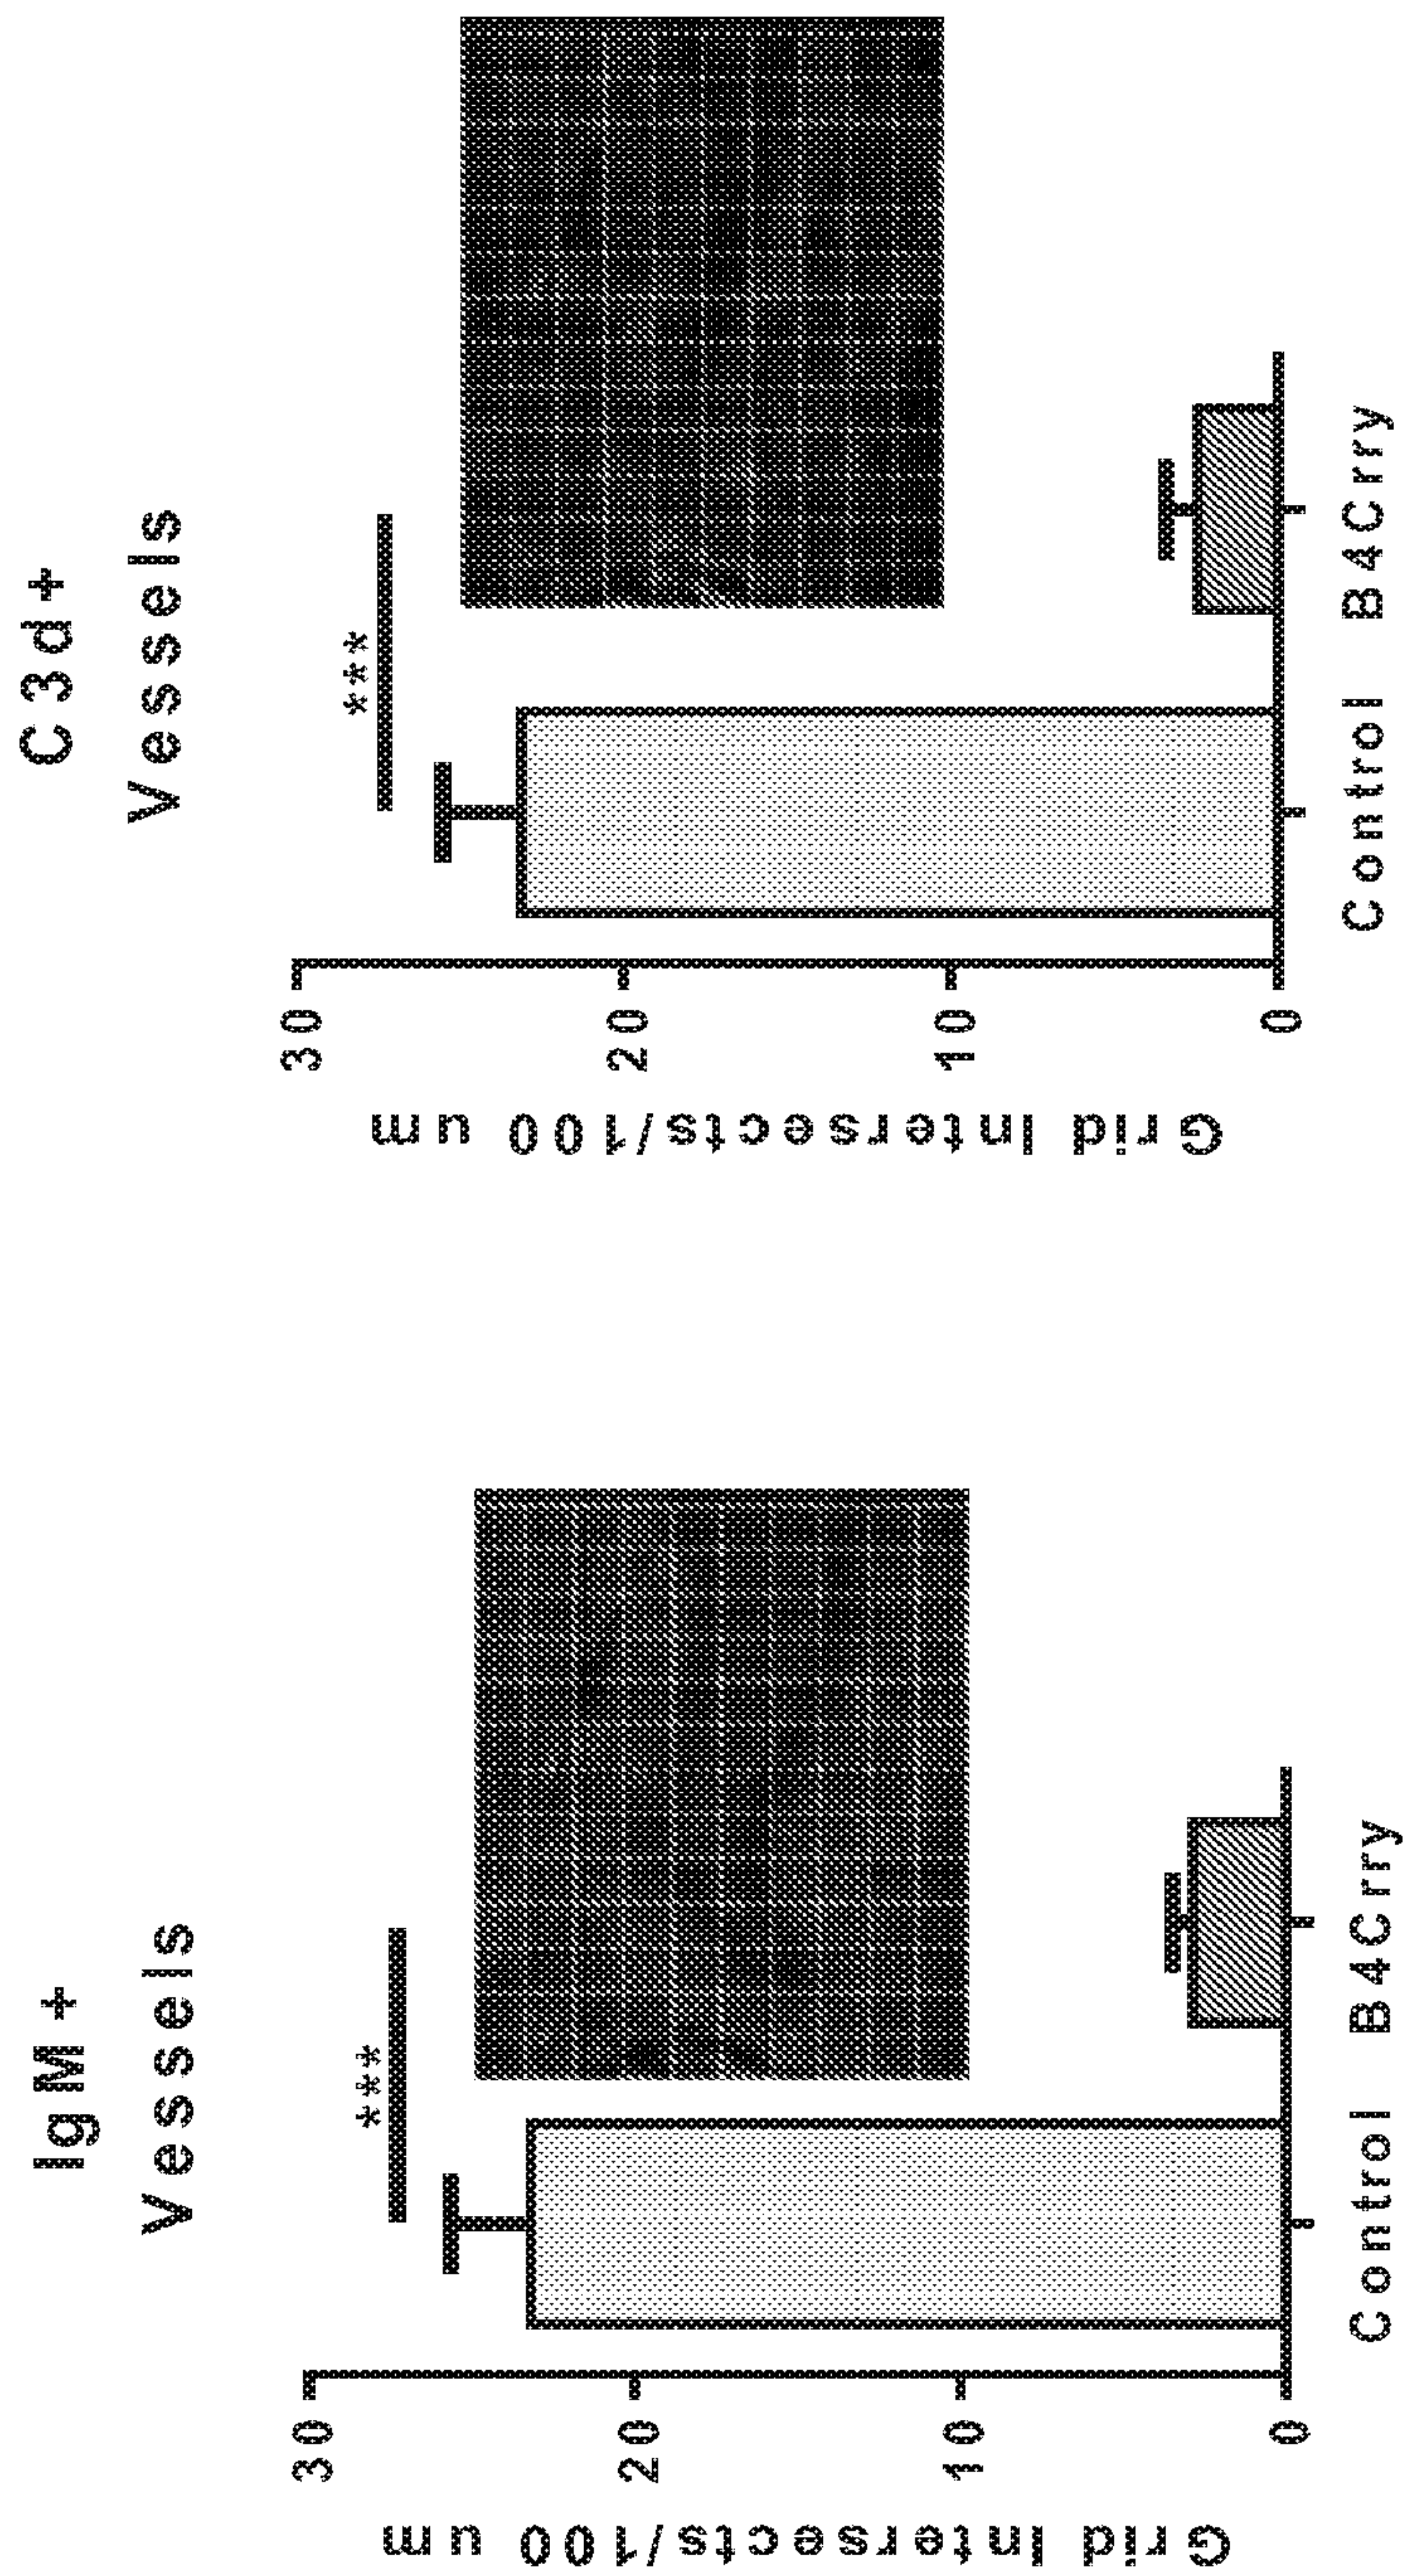 IgM+
Vessels
***
Grid Intersects/100 um
30
20
10
0
Control B4Crry
C3d+
Vessels
***
Grid Intersects/100 um
30
20
10
0
Control B4Crry